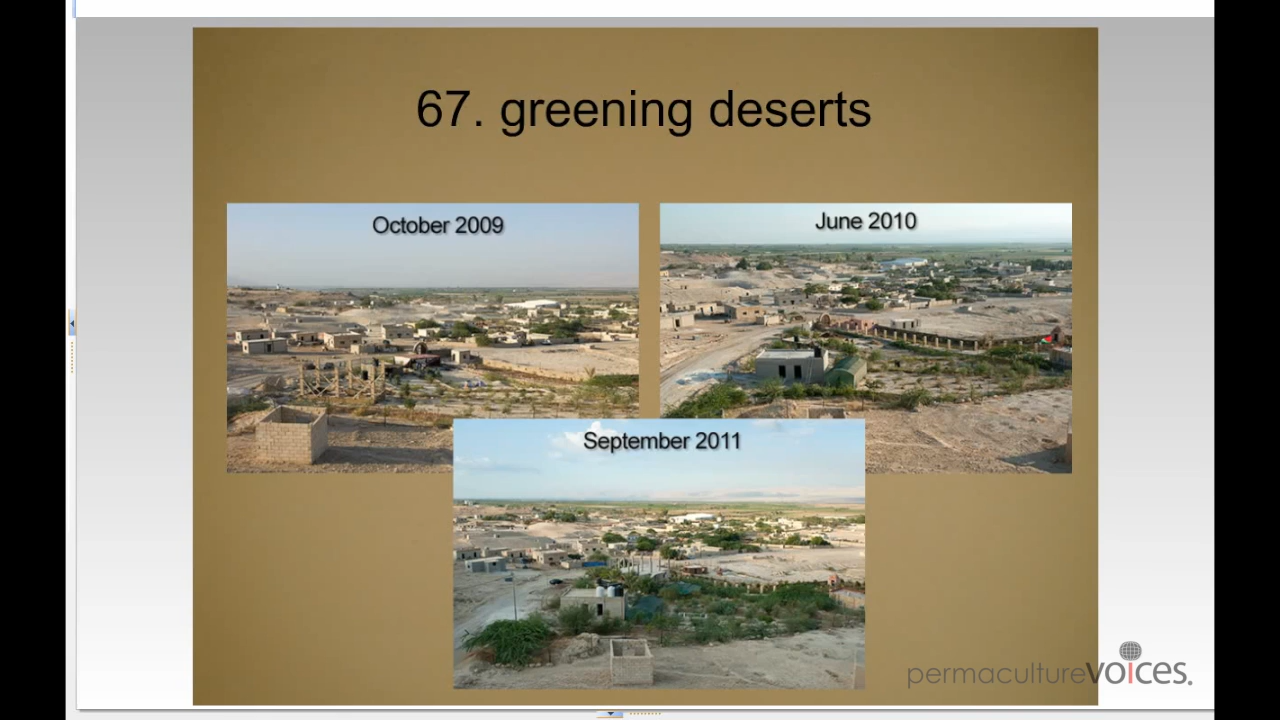 67. greening deserts
October 2009
June 2010
September 2011
permacultureVOICES.